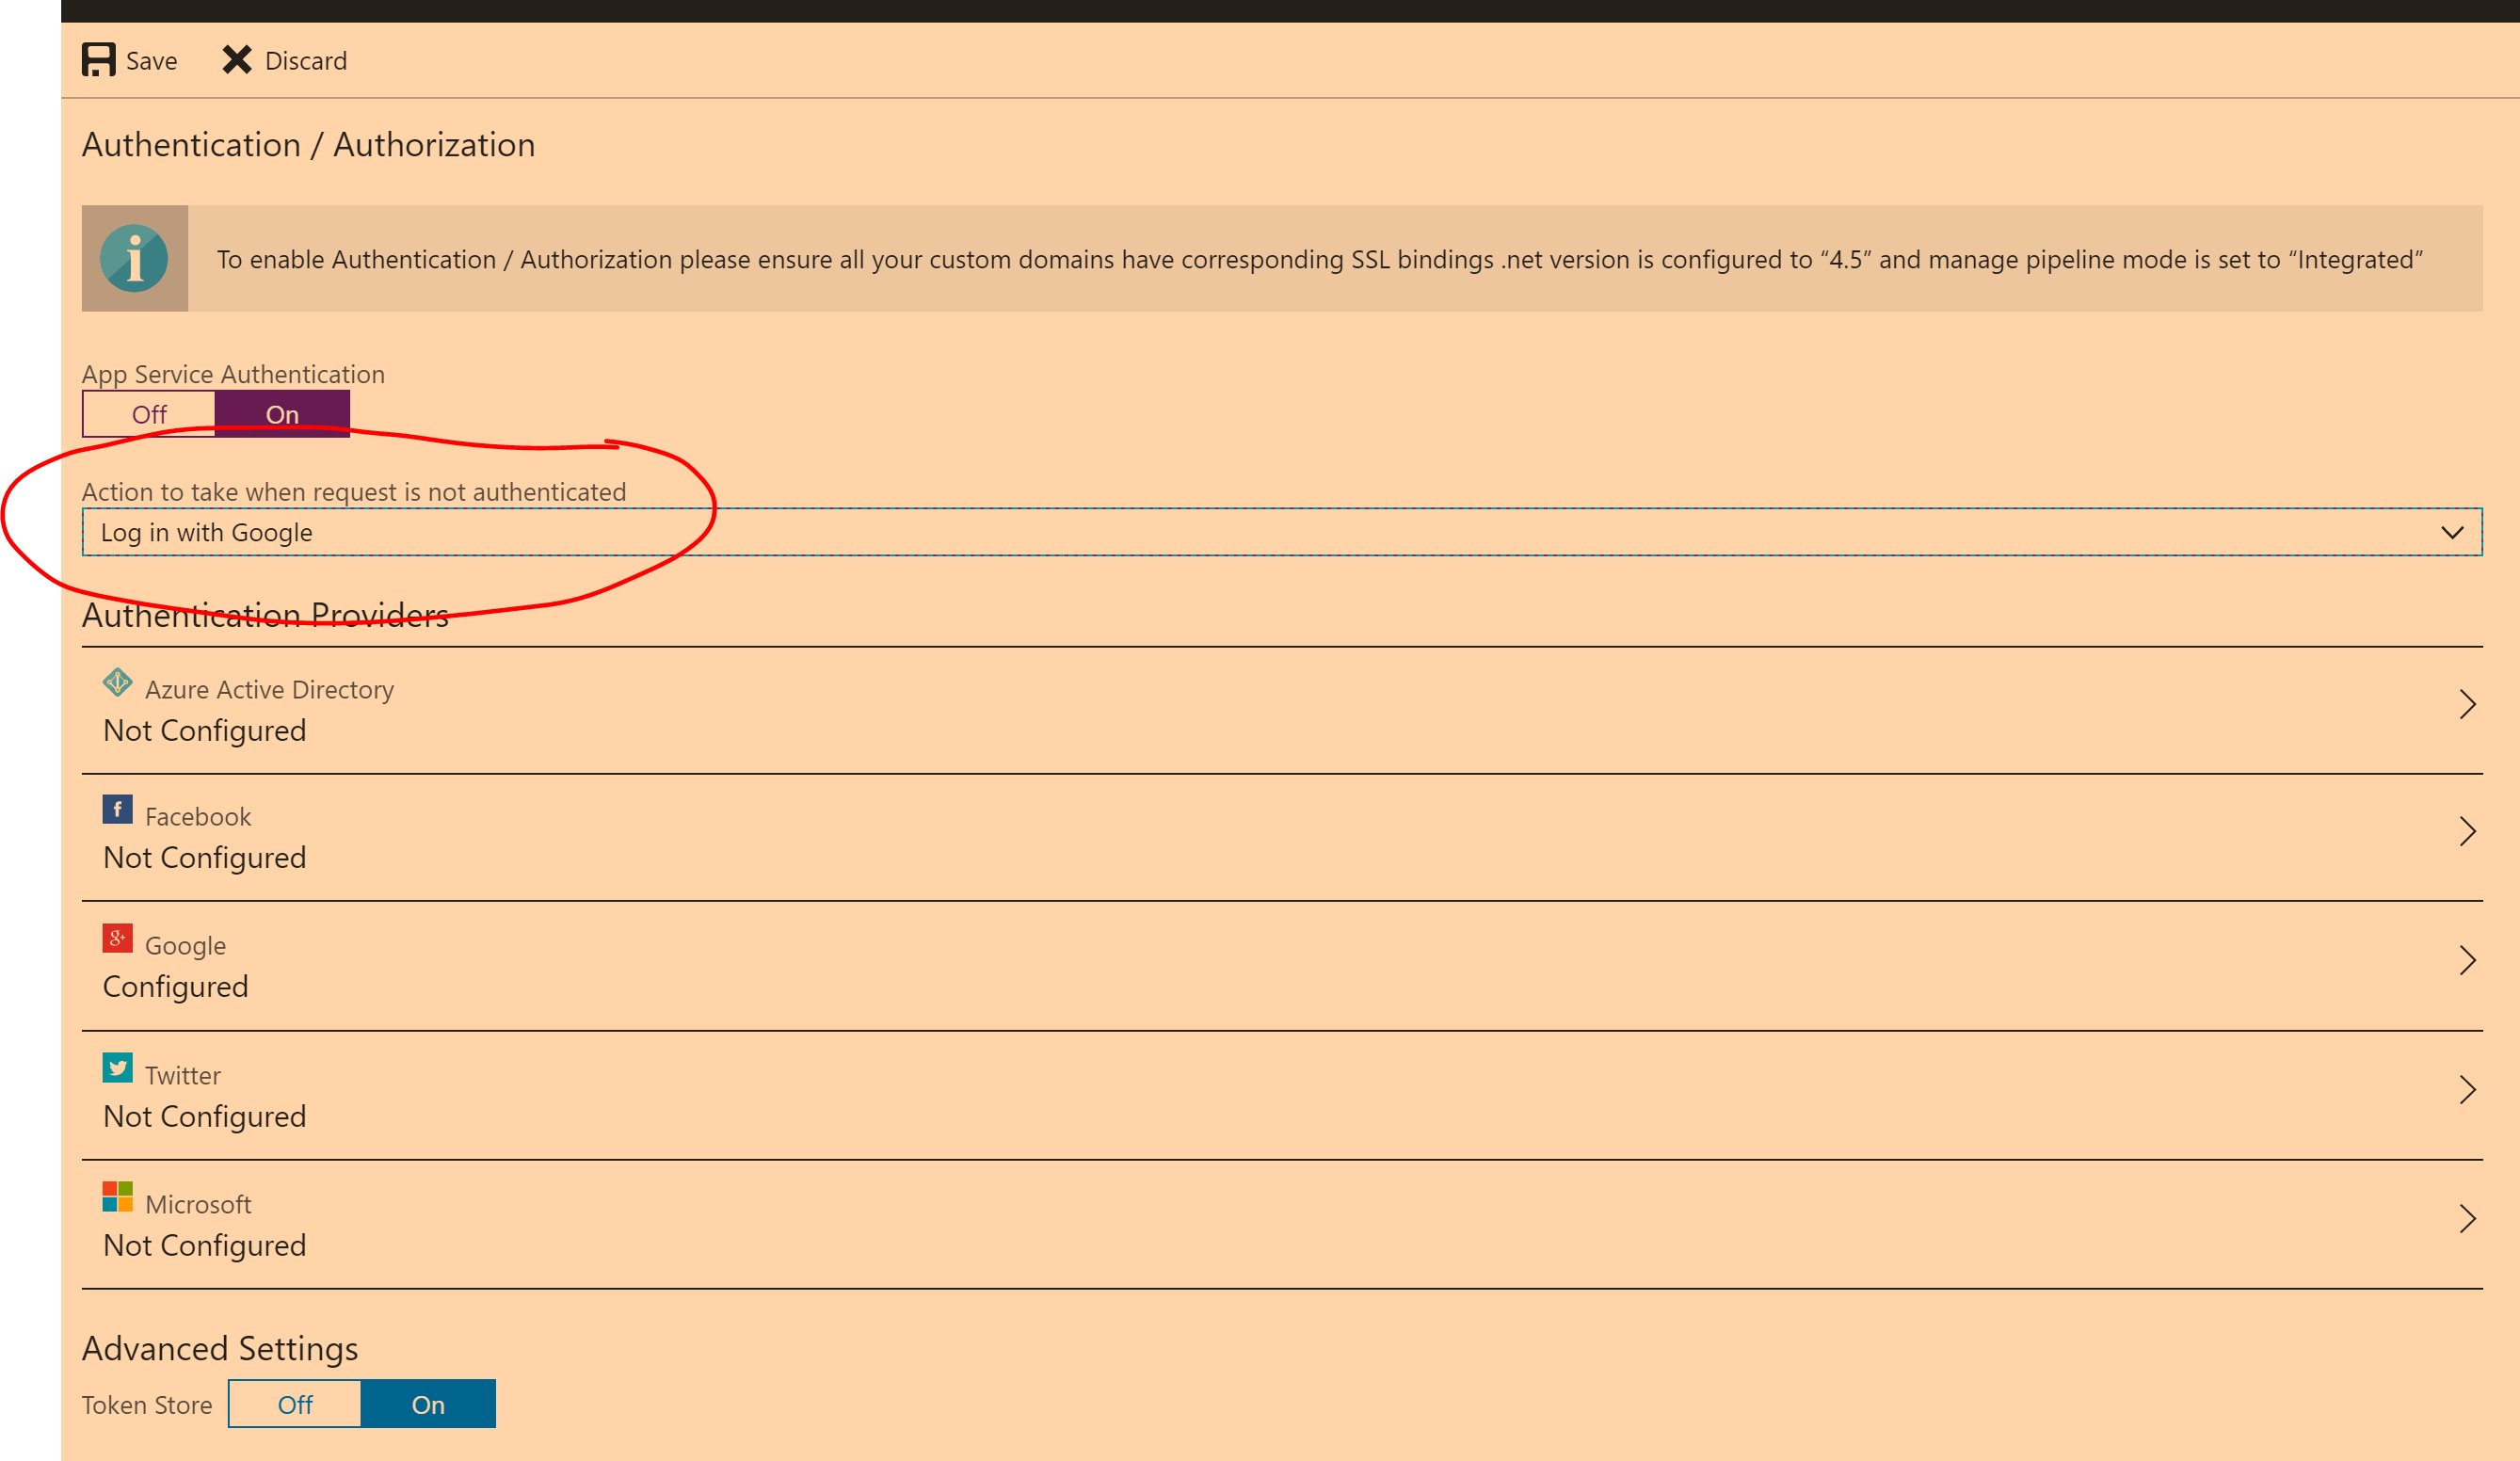 Save Discard
Authentication / Authorization
i
To enable Authentication / Authorization please ensure all your custom domains have corresponding SSL bindings .net version is configured to “4.5” and manage pipeline mode is set to “Integrated”
App Service Authentication
Off On
Action to take when request is not authenticated
Log in with Google
Authentication Providers
Azure Active Directory
Not Configured
f Facebook
Not Configured
g+ Google
Configured
Twitter
Not Configured
Microsoft
Not Configured
Advanced Settings
Token Store Off On